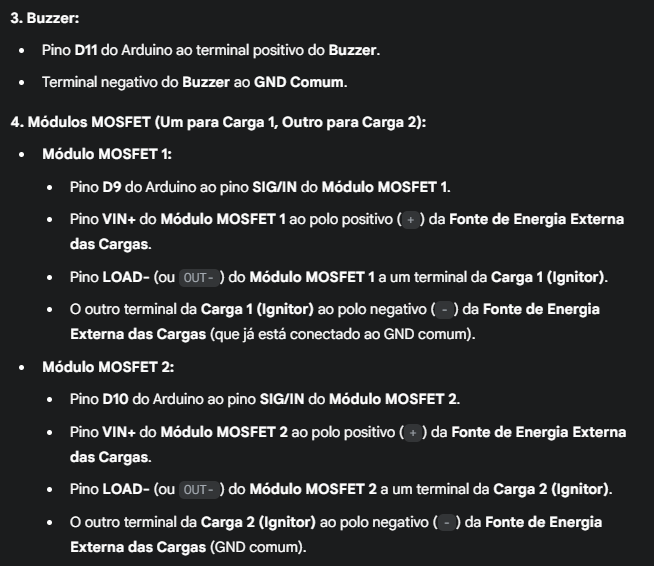 3. Buzzer:
• Pino D11 do Arduino ao terminal positivo do Buzzer.
• Terminal negativo do Buzzer ao GND Comum.
4. Módulos MOSFET (Um para Carga 1, Outro para Carga 2):
• Módulo MOSFET 1:
• Pino D9 do Arduino ao pino SIG/IN do Módulo MOSFET 1.
• Pino VIN+ do Módulo MOSFET 1 ao polo positivo ( + ) da Fonte de Energia Externa
das Cargas.
• Pino LOAD- (ou OUT- ) do Módulo MOSFET 1 a um terminal da Carga 1 (Ignitor).
• O outro terminal da Carga 1 (Ignitor) ao polo negativo ( - ) da Fonte de Energia
Externa das Cargas (que já está conectado ao GND comum).
• Módulo MOSFET 2:
• Pino D10 do Arduino ao pino SIG/IN do Módulo MOSFET 2.
• Pino VIN+ do Módulo MOSFET 2 ao polo positivo ( + ) da Fonte de Energia Externa
das Cargas.
• Pino LOAD- (ou OUT- ) do Módulo MOSFET 2 a um terminal da Carga 2 (Ignitor).
• O outro terminal da Carga 2 (Ignitor) ao polo negativo ( - ) da Fonte de Energia
Externa das Cargas (GND comum).